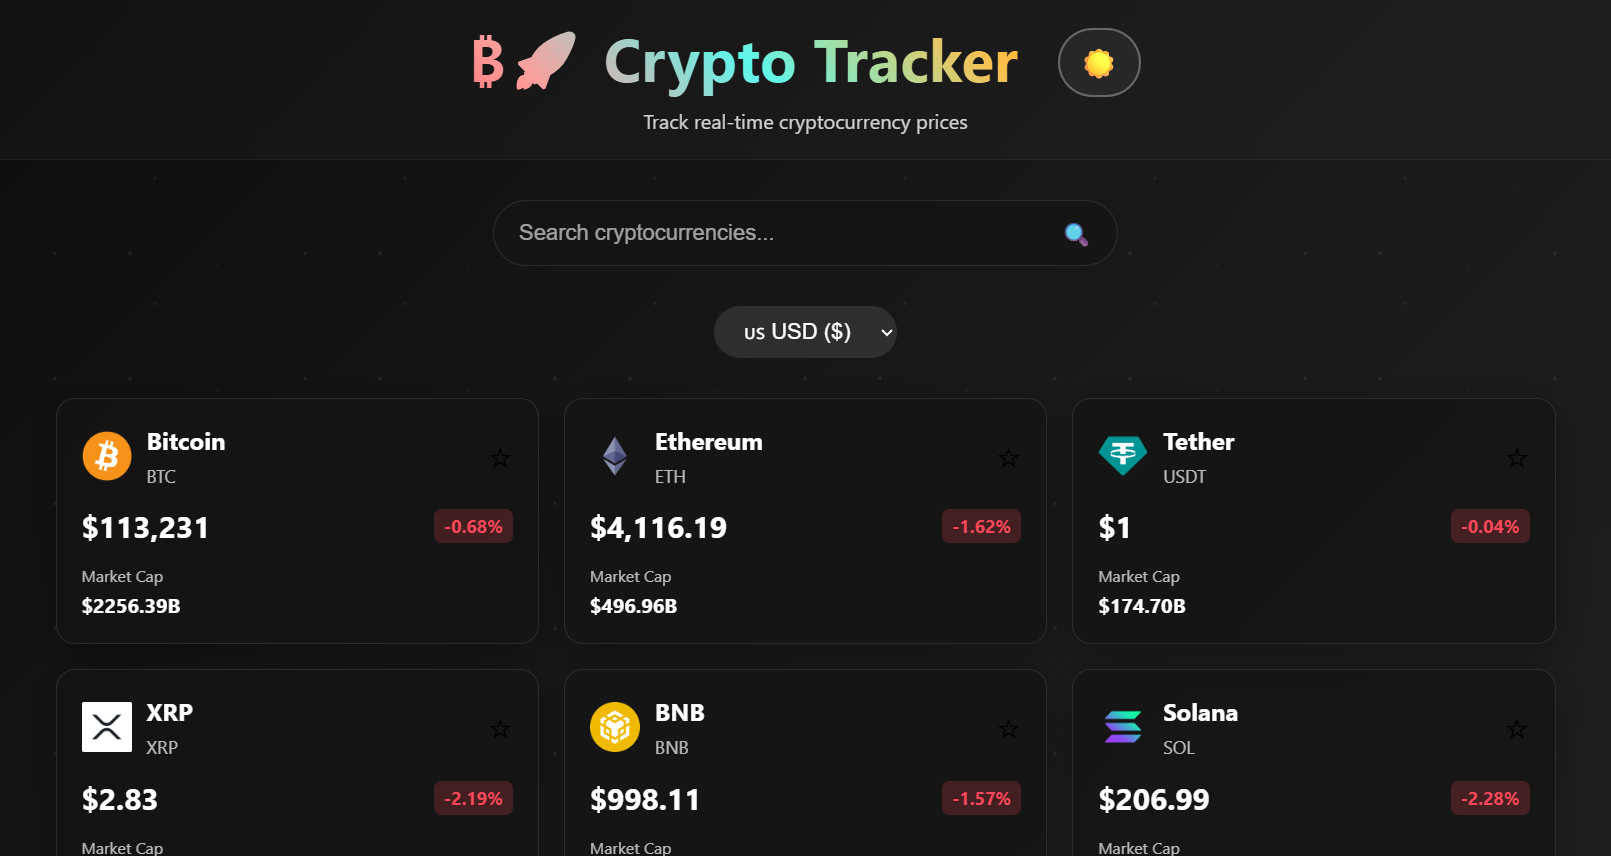 ₿🚀 Crypto Tracker
Track real-time cryptocurrency prices
Search cryptocurrencies...
us USD ($)
Bitcoin
BTC
$113,231
-0.68%
Market Cap
$2256.39B
Ethereum
ETH
$4,116.19
-1.62%
Market Cap
$496.96B
Tether
USDT
$1
-0.04%
Market Cap
$174.70B
XRP
XRP
$2.83
-2.19%
Market Cap
BNB
BNB
$998.11
-1.57%
Market Cap
Solana
SOL
$206.99
-2.28%
Market Cap